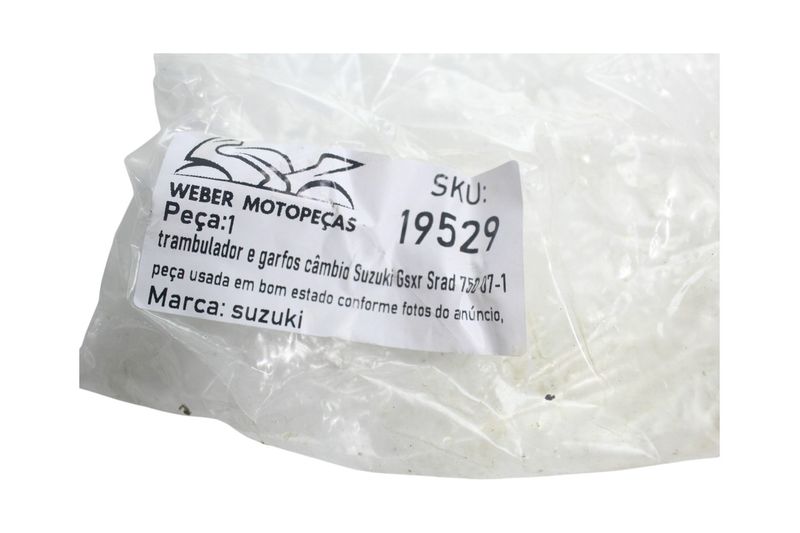 WEBER MOTOPEÇAS
SKU:
19529
Peça:1
trambulador e garfos câmbio Suzuki Gsxr Srad 750 07-1
peça usada em bom estado conforme fotos do anúncio,
Marca: suzuki